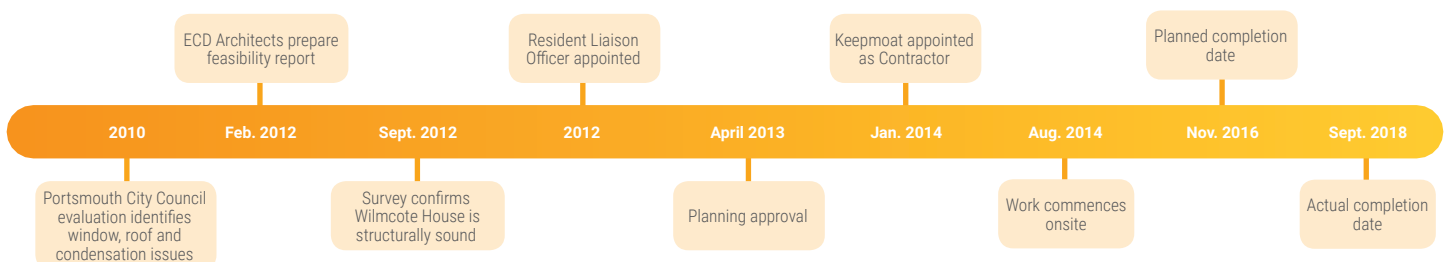 ECD Architects prepare
feasibility report
Resident Liaison
Officer appointed
Keepmoat appointed
as Contractor
Planned completion
date
2010
Feb. 2012
Sept. 2012
2012
April 2013
Jan. 2014
Aug. 2014
Nov. 2016
Sept. 2018
Portsmouth City Council
evaluation identifies
window, roof and
condensation issues
Survey confirms
Wilmcote House is
structurally sound
Planning approval
Work commences
onsite
Actual completion
date